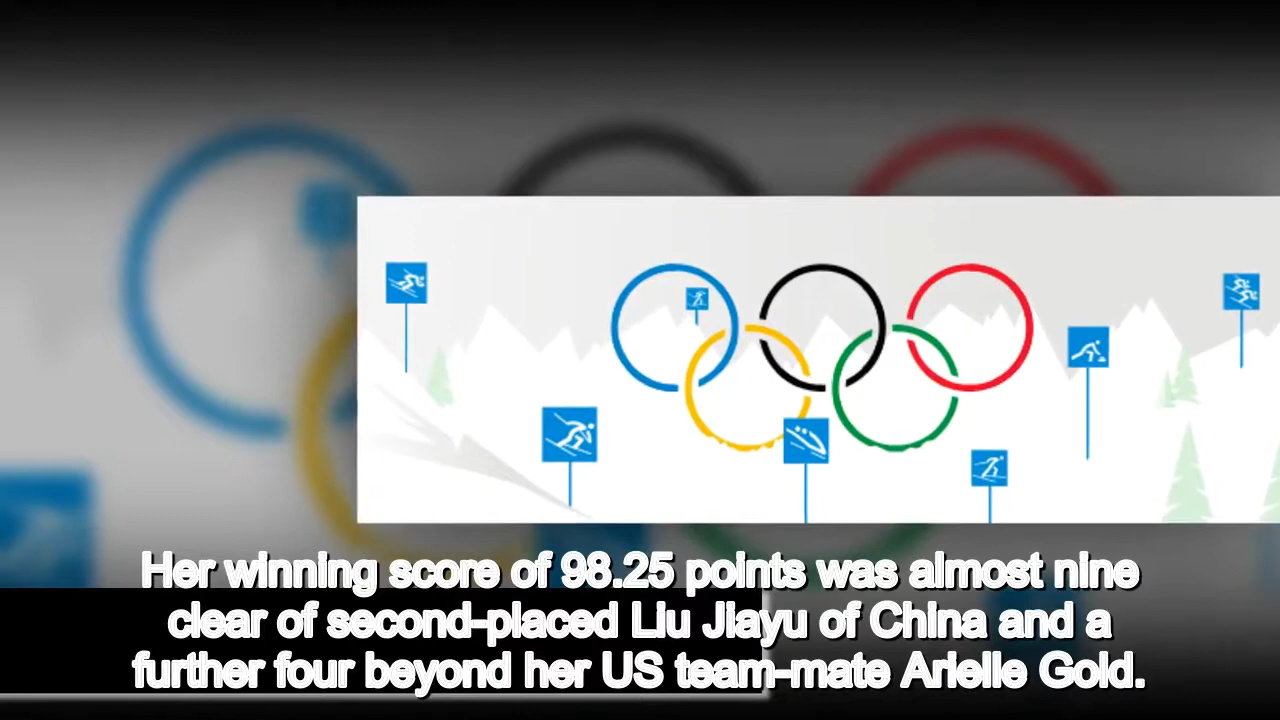 Her winning score of 98.25 points was almost nine
clear of second-placed Liu Jiayu of China and a
further four beyond her US team-mate Arielle Gold.